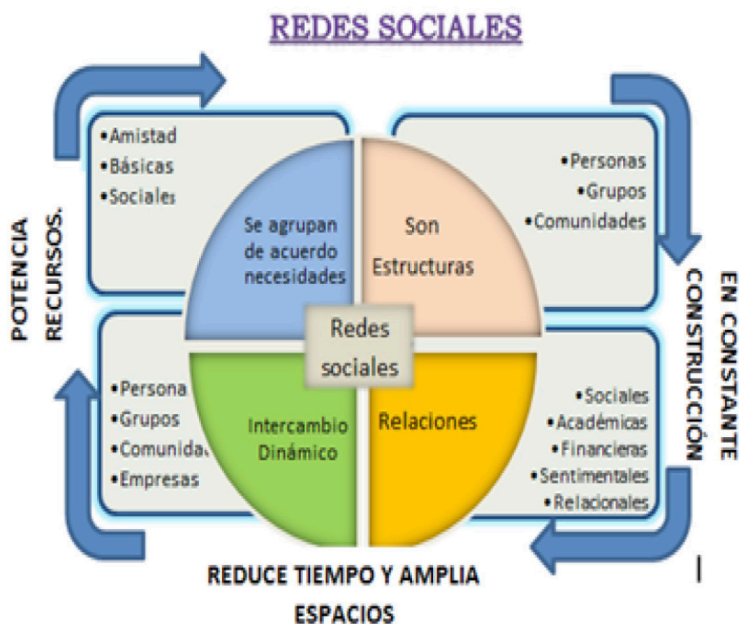 REDES SOCIALES
•Amistad
•Básicas
•Sociales
Se agrupan
de acuerdo
necesidades
Son
Estructuras
•Personas
•Grupos
•Comunidades
POTENCIA
RECURSOS.
Redes
sociales
EN CONSTANTE
CONSTRUCCIÓN
•Persona
•Grupos
•Comunida
•Empresas
Intercambio
Dinámico
Relaciones
•Sociales
•Académicas
•Financieras
•Sentimentales
•Relacionales
REDUCE TIEMPO Y AMPLIA
ESPACIOS